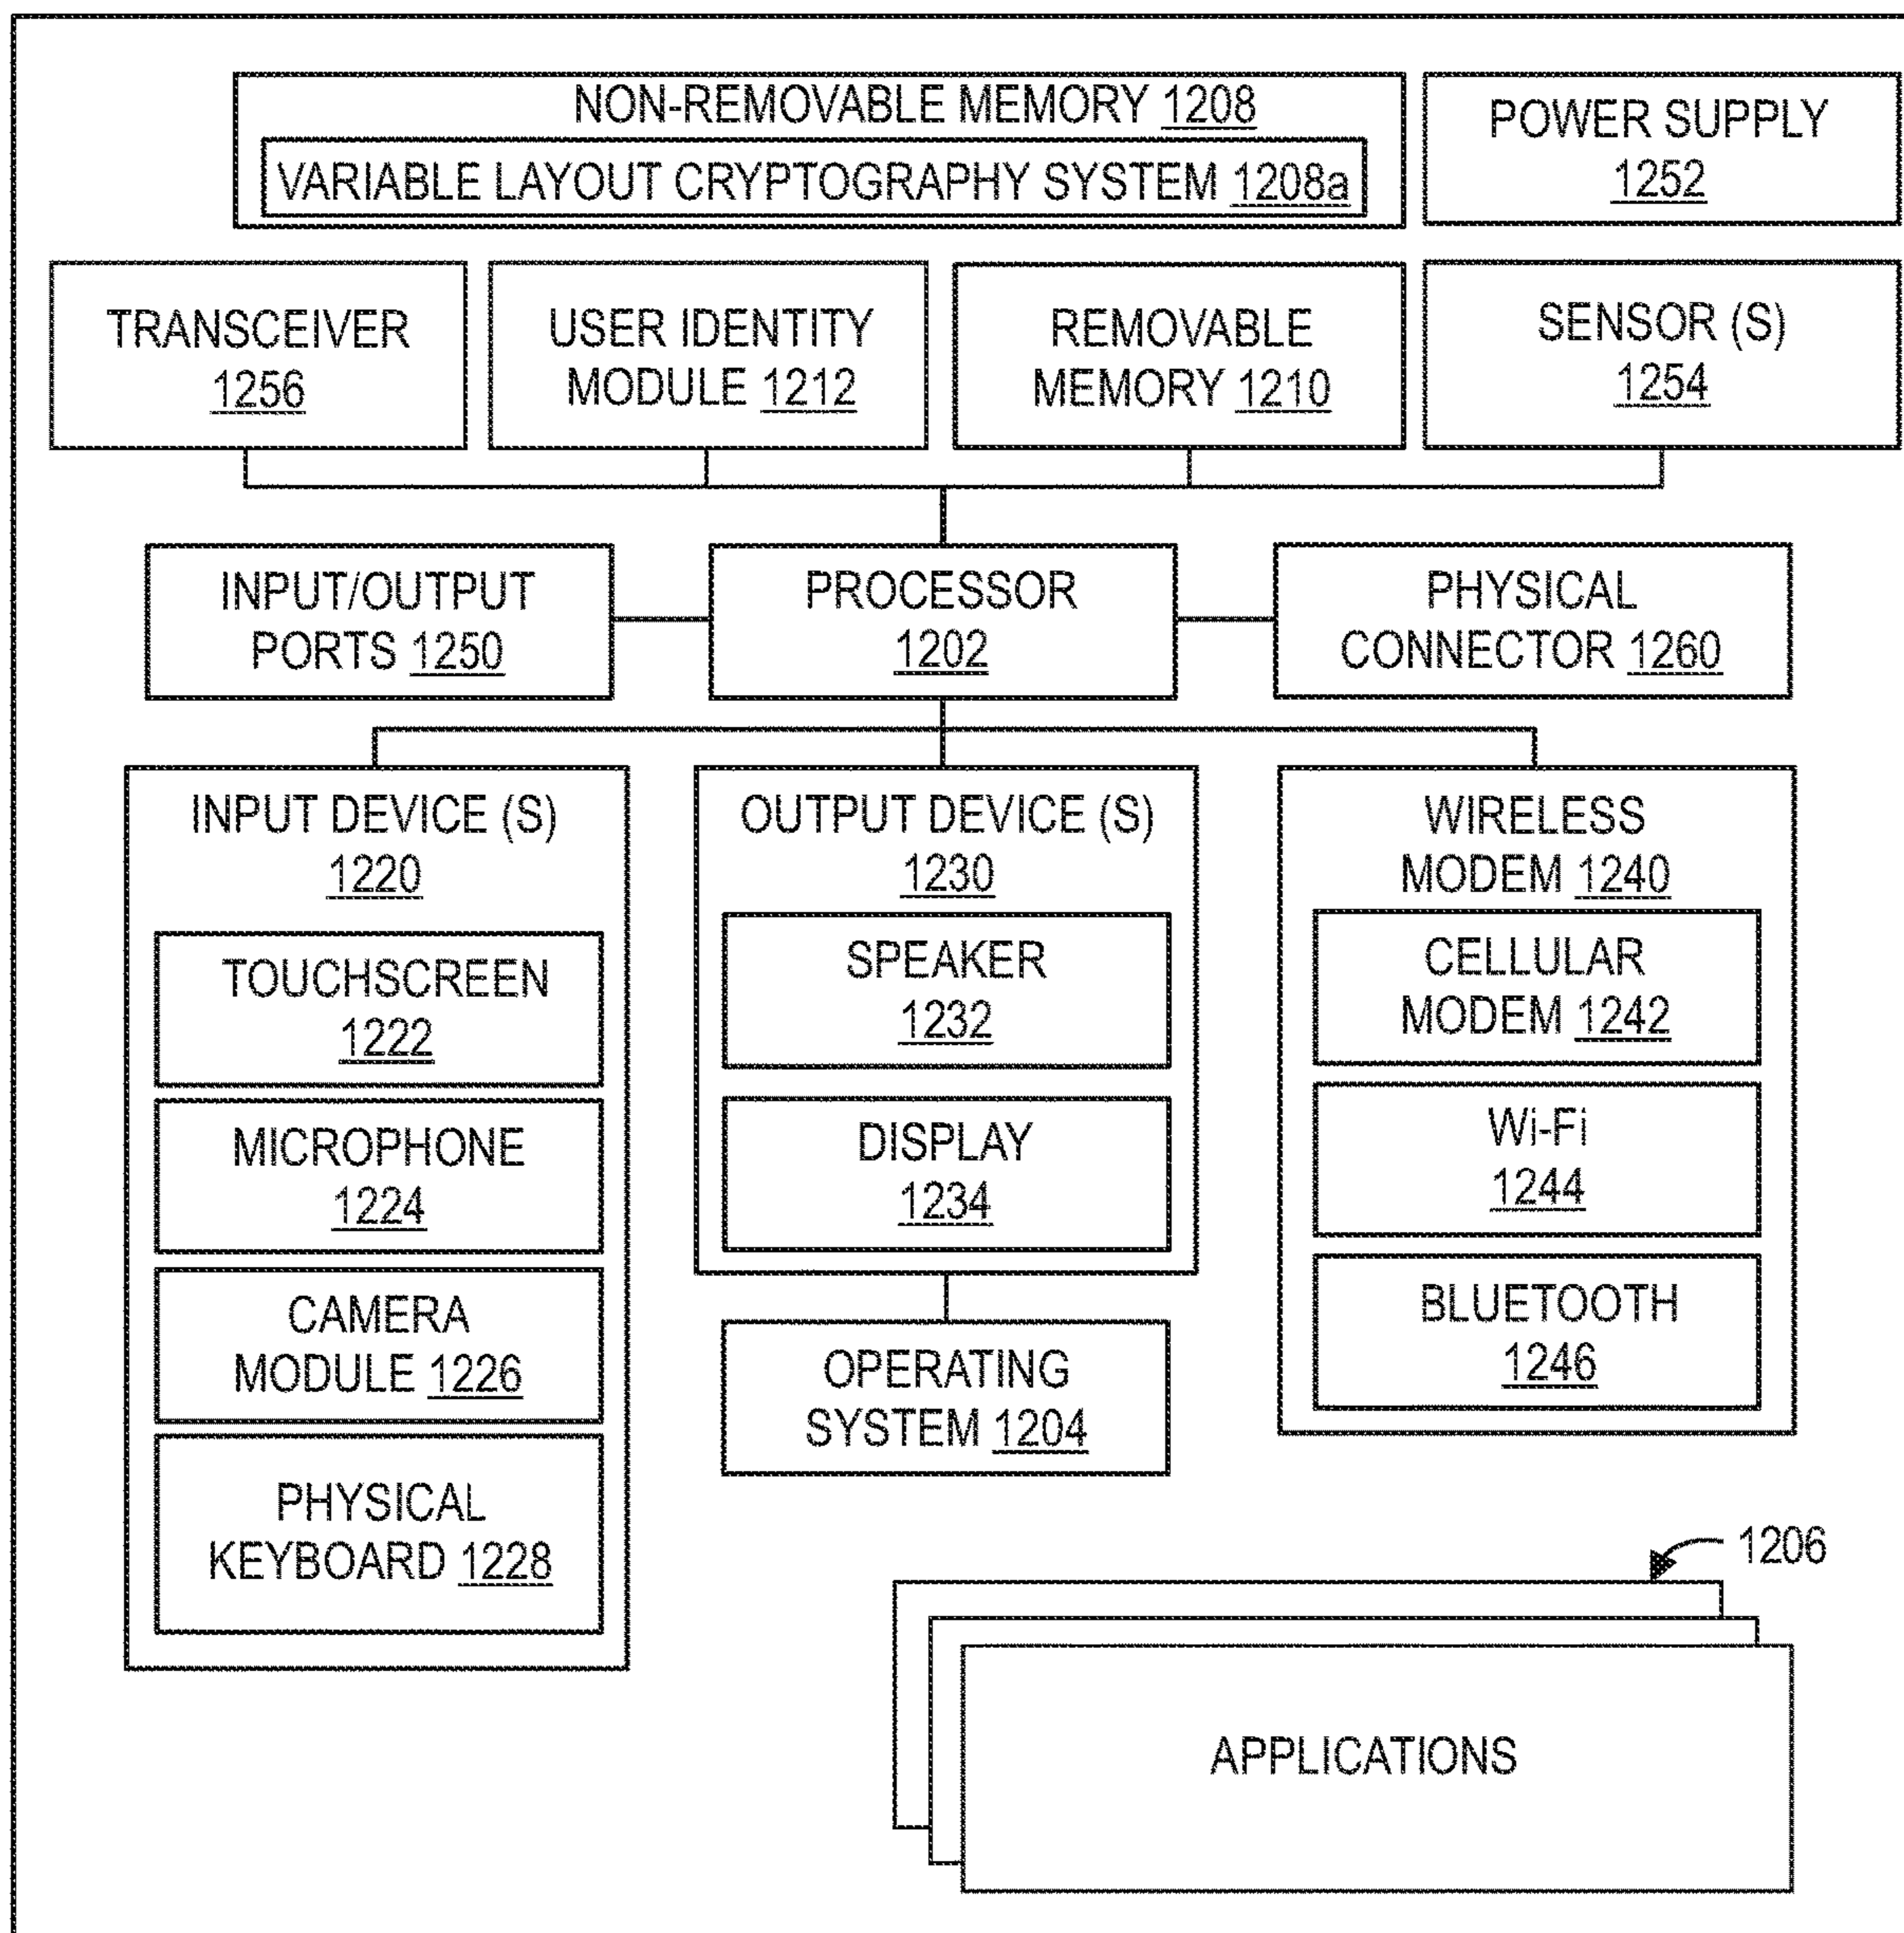 NON-REMOVABLE MEMORY 1208
VARIABLE LAYOUT CRYPTOGRAPHY SYSTEM 1208a
POWER SUPPLY
1252
TRANSCEIVER
1256
USER IDENTITY
MODULE 1212
REMOVABLE
MEMORY 1210
SENSOR (S)
1254
INPUT/OUTPUT
PORTS 1250
PROCESSOR
1202
PHYSICAL
CONNECTOR 1260
INPUT DEVICE (S)
1220
TOUCHSCREEN
1222
MICROPHONE
1224
CAMERA
MODULE 1226
PHYSICAL
KEYBOARD 1228
OUTPUT DEVICE (S)
1230
SPEAKER
1232
DISPLAY
1234
OPERATING
SYSTEM 1204
WIRELESS
MODEM 1240
CELLULAR
MODEM 1242
Wi-Fi
1244
BLUETOOTH
1246
1206
APPLICATIONS